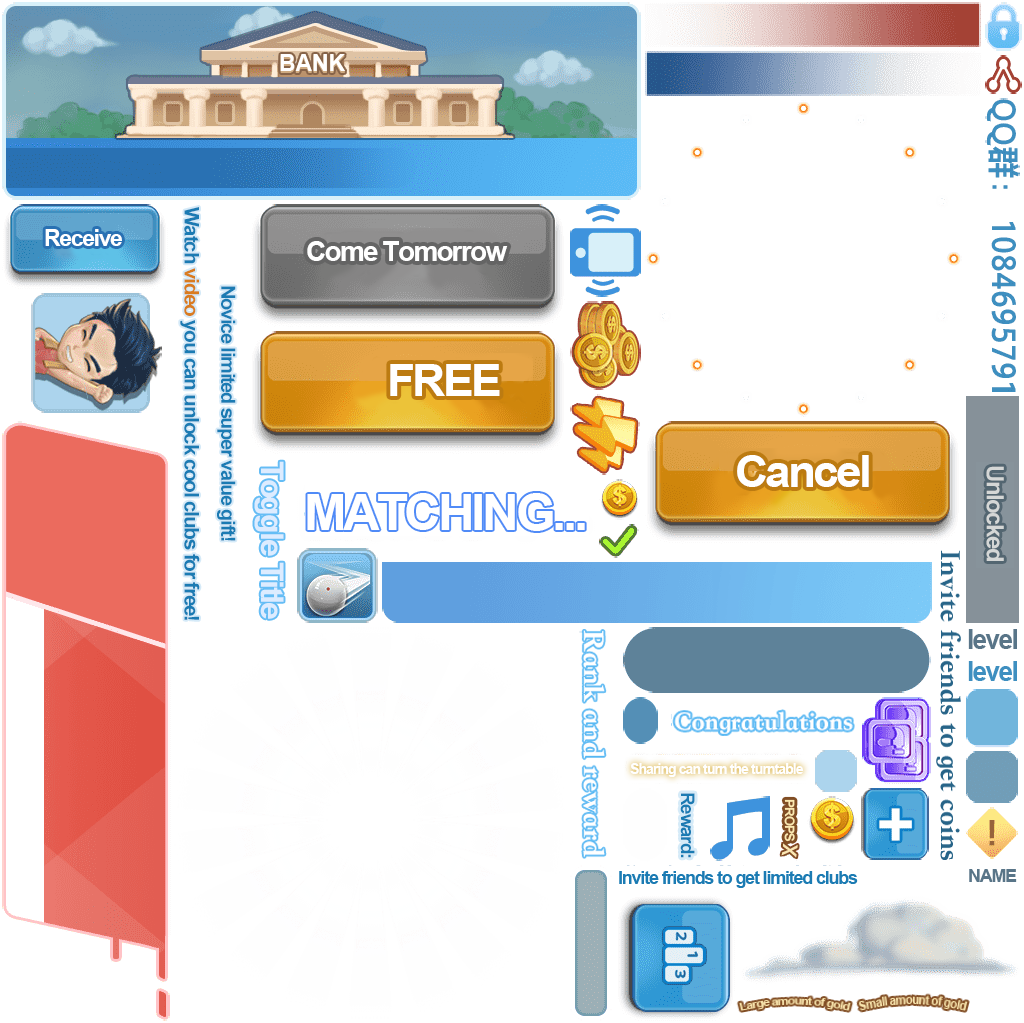 BANK
QQ群: 1084695791
Receive
Watch video you can unlock cool clubs for free!
Novice limited super value gift!
Come Tomorrow
FREE
Toggle Title
MATCHING...
Cancel
Unlocked
Invite friends to get coins
level
level
Rank and reward
Congratulations
Sharing can turn the turntable
Reward:
PROPS X
NAME
Invite friends to get limited clubs
2
1
3
Large amount of gold
Small amount of gold